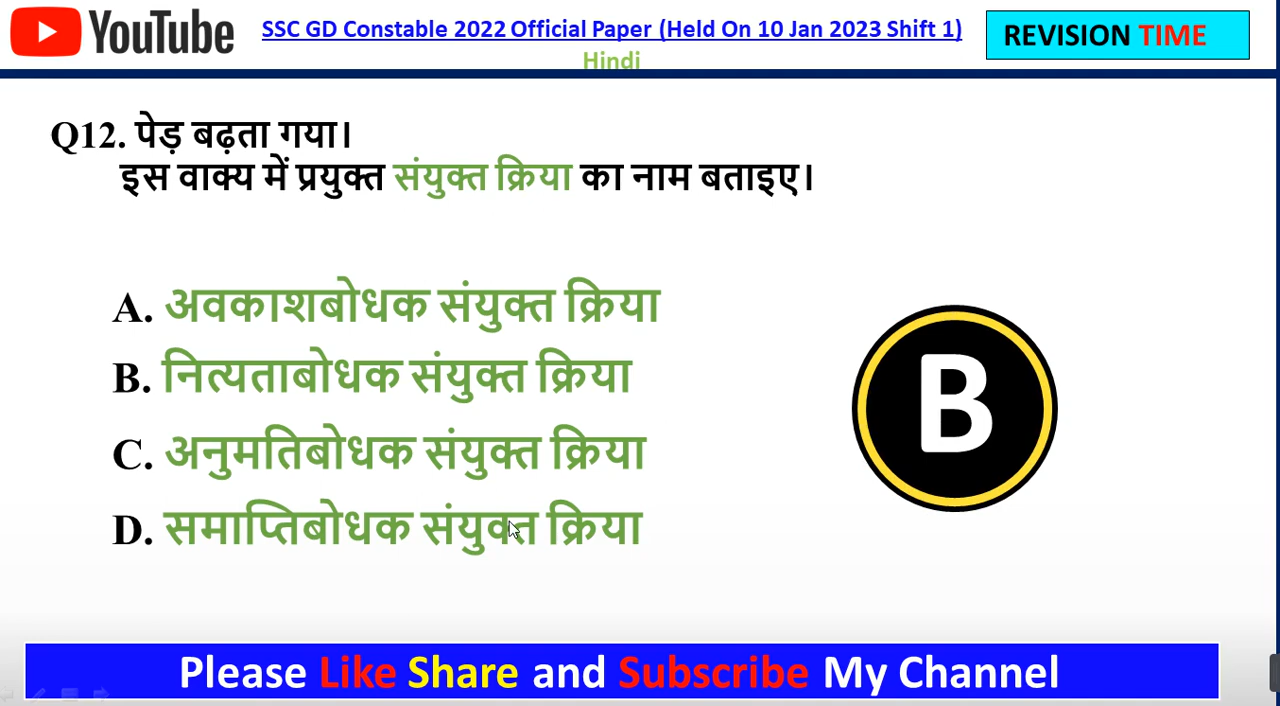 YouTube
SSC GD Constable 2022 Official Paper (Held On 10 Jan 2023 Shift 1)
Hindi
REVISION TIME
Q12. पेड़ बढ़ता गया।
इस वाक्य में प्रयुक्त संयुक्त क्रिया का नाम बताइए।
A. अवकाशबोधक संयुक्त क्रिया
B. नित्यताबोधक संयुक्त क्रिया
C. अनुमतिबोधक संयुक्त क्रिया
D. समाप्तिबोधक संयुक्त क्रिया
B
Please Like Share and Subscribe My Channel